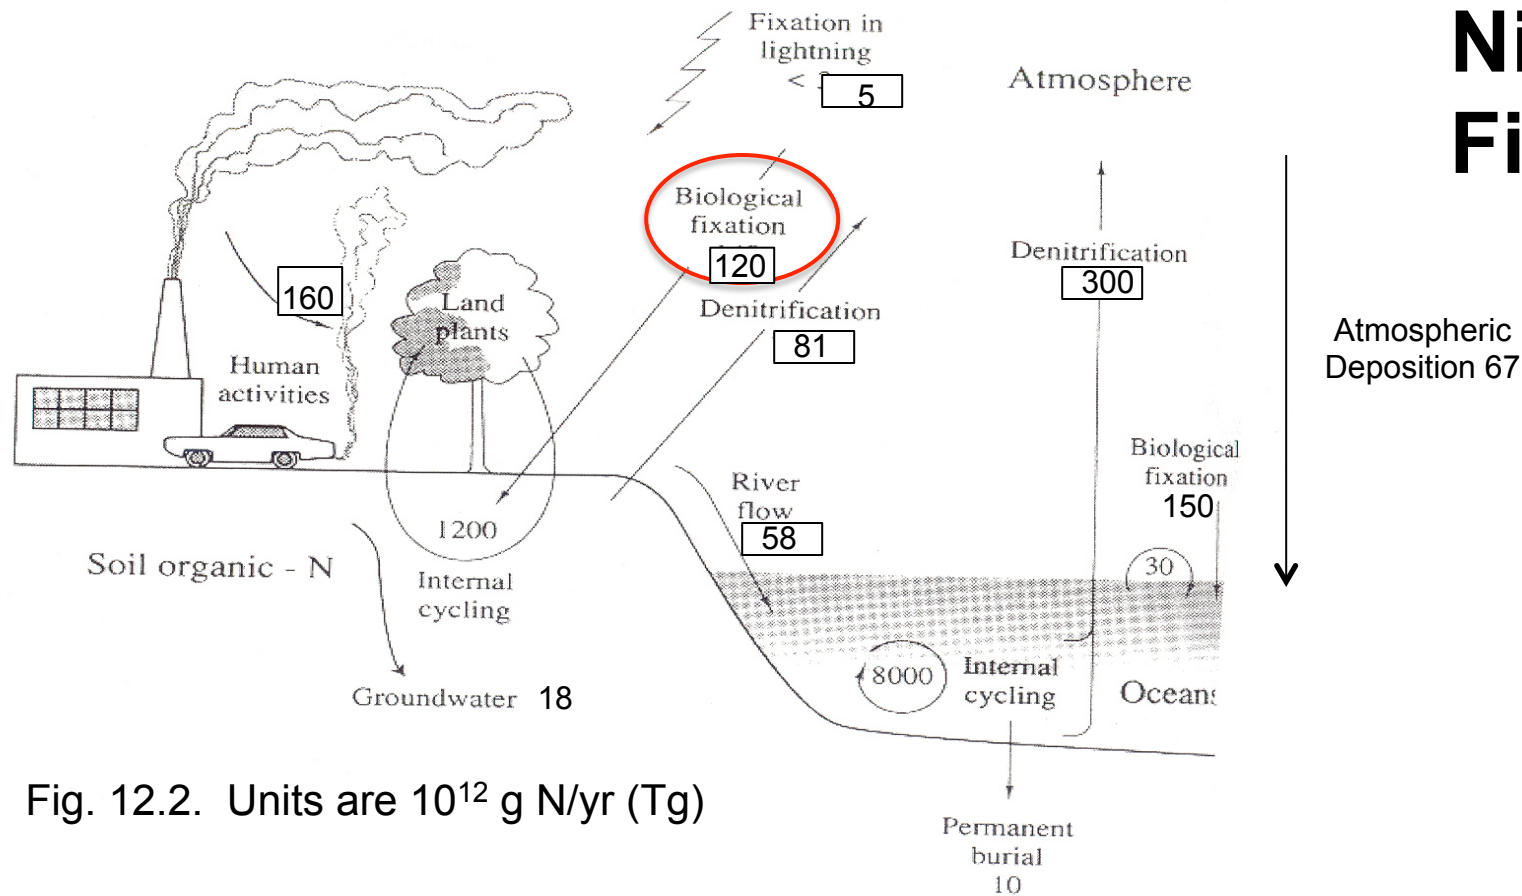 Ni
Fi
Fixation in
lightning
<
5
Atmosphere
Biological
fixation
120
Denitrification
81
Denitrification
300
160
Land
plants
Human
activities
Atmospheric
Deposition 67
Biological
fixation
150
River
flow
58
1200
Internal
cycling
Soil organic - N
30
8000
Internal
cycling
Oceans
Groundwater 18
Permanent
burial
10
Fig. 12.2. Units are 10¹² g N/yr (Tg)